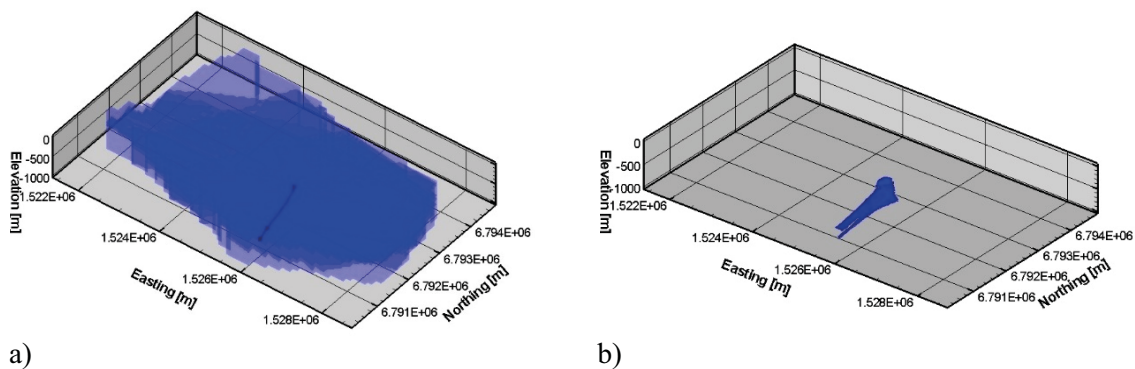 0
-500
-1000
Elevation [m]
1.522E+06
1.524E+06
1.526E+06
1.528E+06
Easting [m]
6.794E+06
6.793E+06
6.792E+06
6.791E+06
Northing [m]
a)
0
-500
-1000
Elevation [m]
1.522E+06
1.524E+06
1.526E+06
1.528E+06
Easting [m]
6.794E+06
6.793E+06
6.792E+06
6.791E+06
Northing [m]
b)